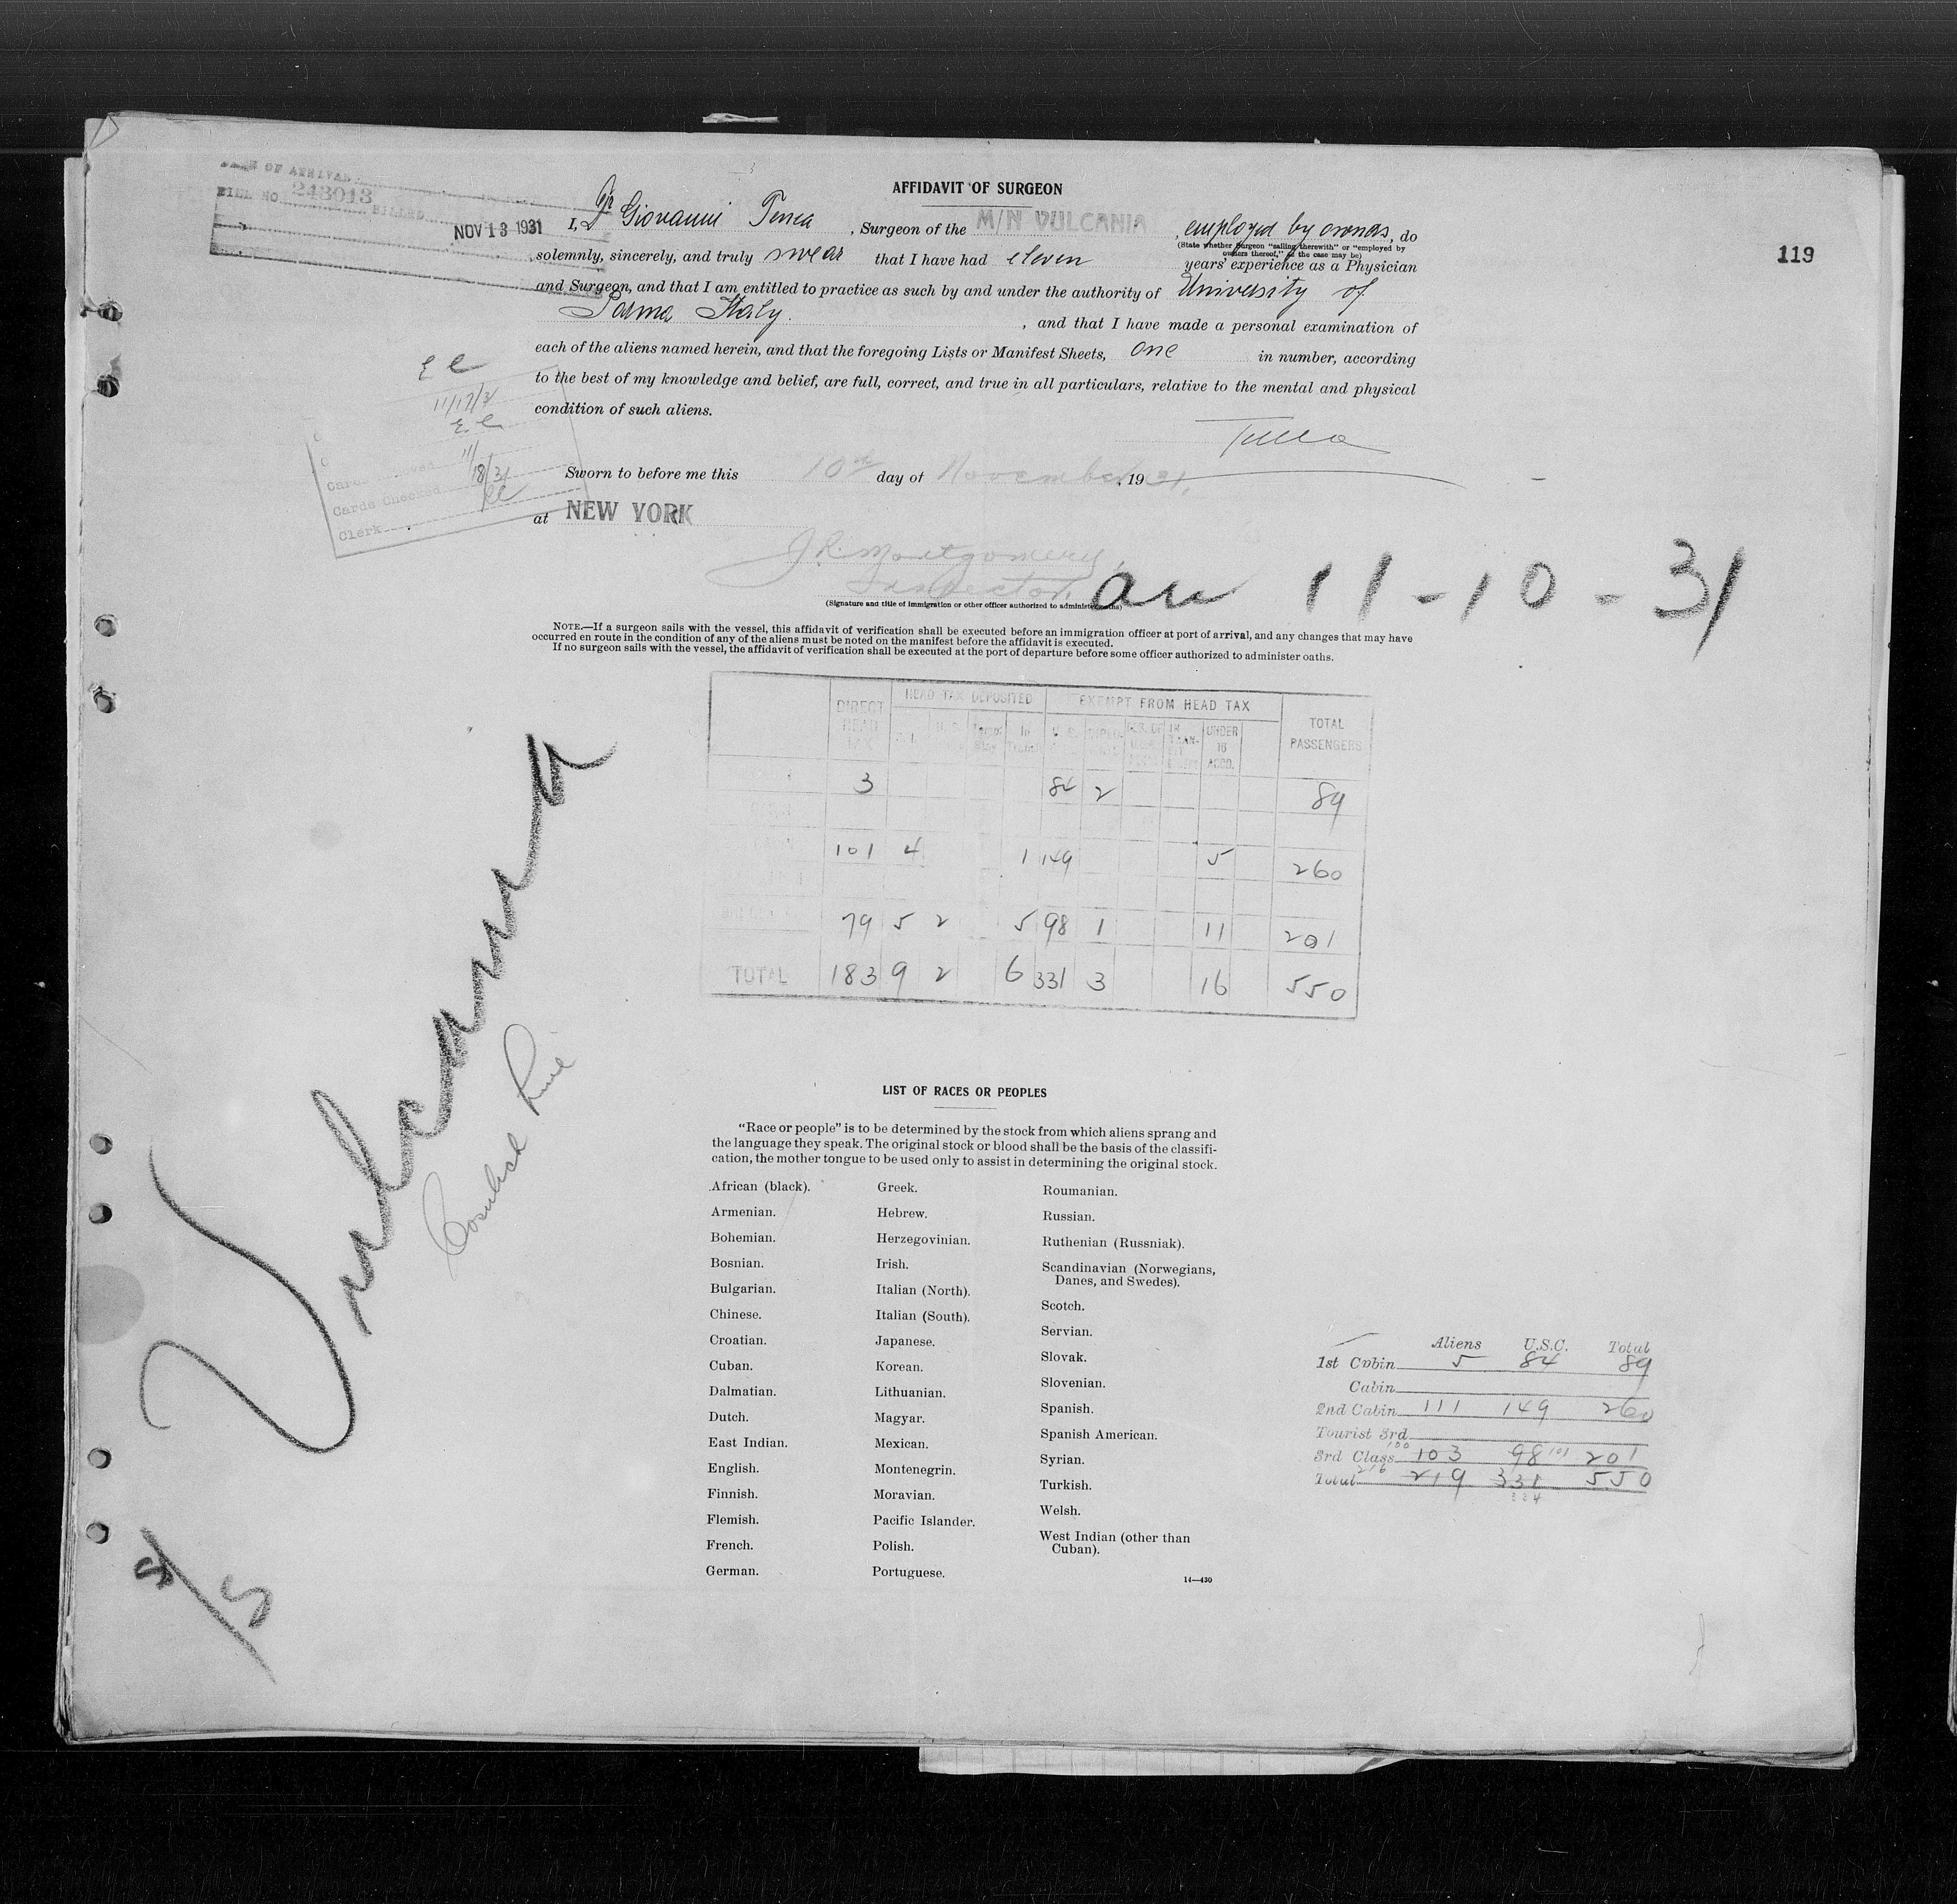 119
OF ARRIVAL
BILL NO. 243013 BILLED NOV 13 1931
AFFIDAVIT OF SURGEON
I, Dr Giovanni , Surgeon of the M/N VULCANIA , employed by owners, do
(State whether Surgeon "sailing therewith" or "employed by
owners thereof," as the case may be)
solemnly, sincerely, and truly swear that I have had eleven years' experience as a Physician
and Surgeon, and that I am entitled to practice as such by and under the authority of University of
Parma Italy. , and that I have made a personal examination of
each of the aliens named herein, and that the foregoing Lists or Manifest Sheets, one in number, according
to the best of my knowledge and belief, are full, correct, and true in all particulars, relative to the mental and physical
condition of such aliens.
11/17/31
11/18/31
Cards Checked
Clerk
Sworn to before me this 10th day of November, 1931.
at NEW YORK
J.R. Montgomery,
Inspector.
(Signature and title of immigration or other officer authorized to administer oaths)
arr 11-10-31
NOTE.—If a surgeon sails with the vessel, this affidavit of verification shall be executed before an immigration officer at port of arrival, and any changes that may have
occurred en route in the condition of any of the aliens must be noted on the manifest before the affidavit is executed.
If no surgeon sails with the vessel, the affidavit of verification shall be executed at the port of departure before some officer authorized to administer oaths.
DIRECT HEAD TAX HEAD TAX DEPOSITED EXEMPT FROM HEAD TAX TOTAL PASSENGERS
UNDER 16 ACCO.
3 84 2 89
101 4 1 149 5 260
79 5 2 5 98 1 11 201
TOTAL 183 9 2 6 331 3 16 550
Vulcania
Cosulich Line
LIST OF RACES OR PEOPLES
"Race or people" is to be determined by the stock from which aliens sprang and
the language they speak. The original stock or blood shall be the basis of the classifi-
cation, the mother tongue to be used only to assist in determining the original stock.
African (black).
Armenian.
Bohemian.
Bosnian.
Bulgarian.
Chinese.
Croatian.
Cuban.
Dalmatian.
Dutch.
East Indian.
English.
Finnish.
Flemish.
French.
German.
Greek.
Hebrew.
Herzegovinian.
Irish.
Italian (North).
Italian (South).
Japanese.
Korean.
Lithuanian.
Magyar.
Mexican.
Montenegrin.
Moravian.
Pacific Islander.
Polish.
Portuguese.
Roumanian.
Russian.
Ruthenian (Russniak).
Scandinavian (Norwegians,
Danes, and Swedes).
Scotch.
Servian.
Slovak.
Slovenian.
Spanish.
Spanish American.
Syrian.
Turkish.
Welsh.
West Indian (other than
Cuban).
14—430
Aliens U.S.C. Total
1st Cabin 5 84 89
Cabin
2nd Cabin 111 149 260
Tourist 3rd
3rd Class 100 103 98 101 201
Total 216 219 331 550
334